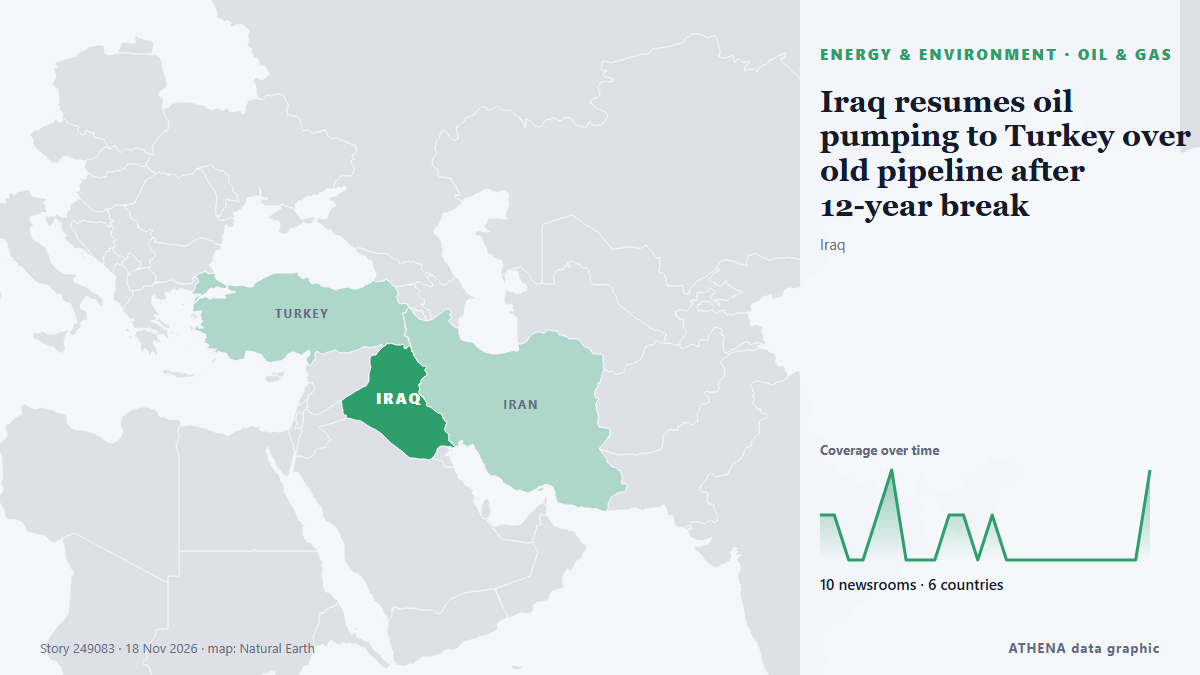 ENERGY & ENVIRONMENT · OIL & GAS
Iraq resumes oil
pumping to Turkey over
old pipeline after
12-year break
Iraq
TURKEY
IRAQ
IRAN
Coverage over time
10 newsrooms · 6 countries
Story 249083 · 18 Nov 2026 · map: Natural Earth
ATHENA data graphic